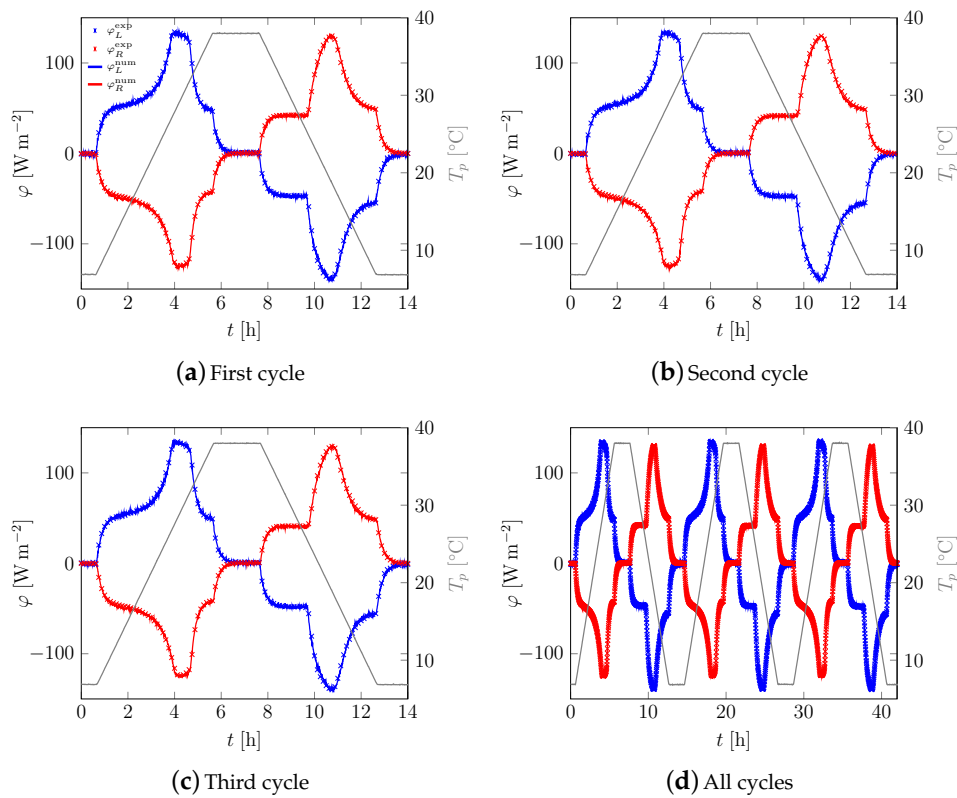 φ_L^exp
φ_R^exp
φ_L^num
φ_R^num
100
0
−100
φ [W m⁻²]
40
30
20
10
T_p [°C]
0 2 4 6 8 10 12 14
t [h]
(a) First cycle
100
0
−100
φ [W m⁻²]
40
30
20
10
T_p [°C]
0 2 4 6 8 10 12 14
t [h]
(b) Second cycle
100
0
−100
φ [W m⁻²]
40
30
20
10
T_p [°C]
0 2 4 6 8 10 12 14
t [h]
(c) Third cycle
100
0
−100
φ [W m⁻²]
40
30
20
10
T_p [°C]
0 10 20 30 40
t [h]
(d) All cycles